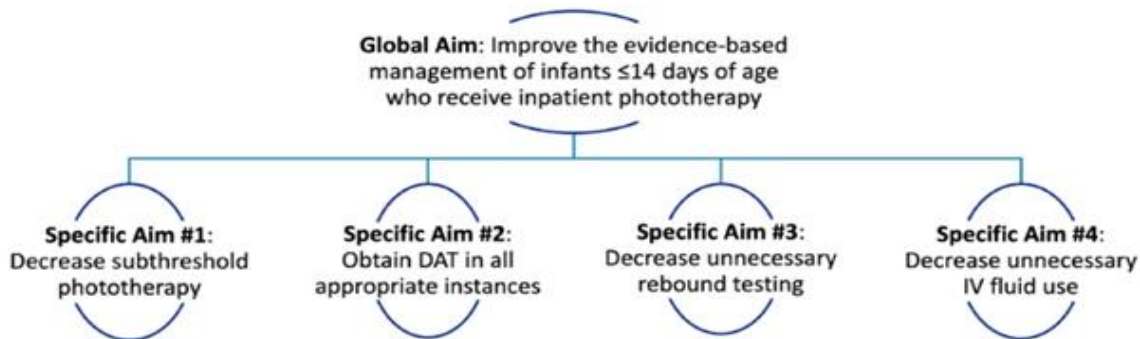 Global Aim: Improve the evidence-based
management of infants ≤14 days of age
who receive inpatient phototherapy
Specific Aim #1:
Decrease subthreshold
phototherapy
Specific Aim #2:
Obtain DAT in all
appropriate instances
Specific Aim #3:
Decrease unnecessary
rebound testing
Specific Aim #4:
Decrease unnecessary
IV fluid use